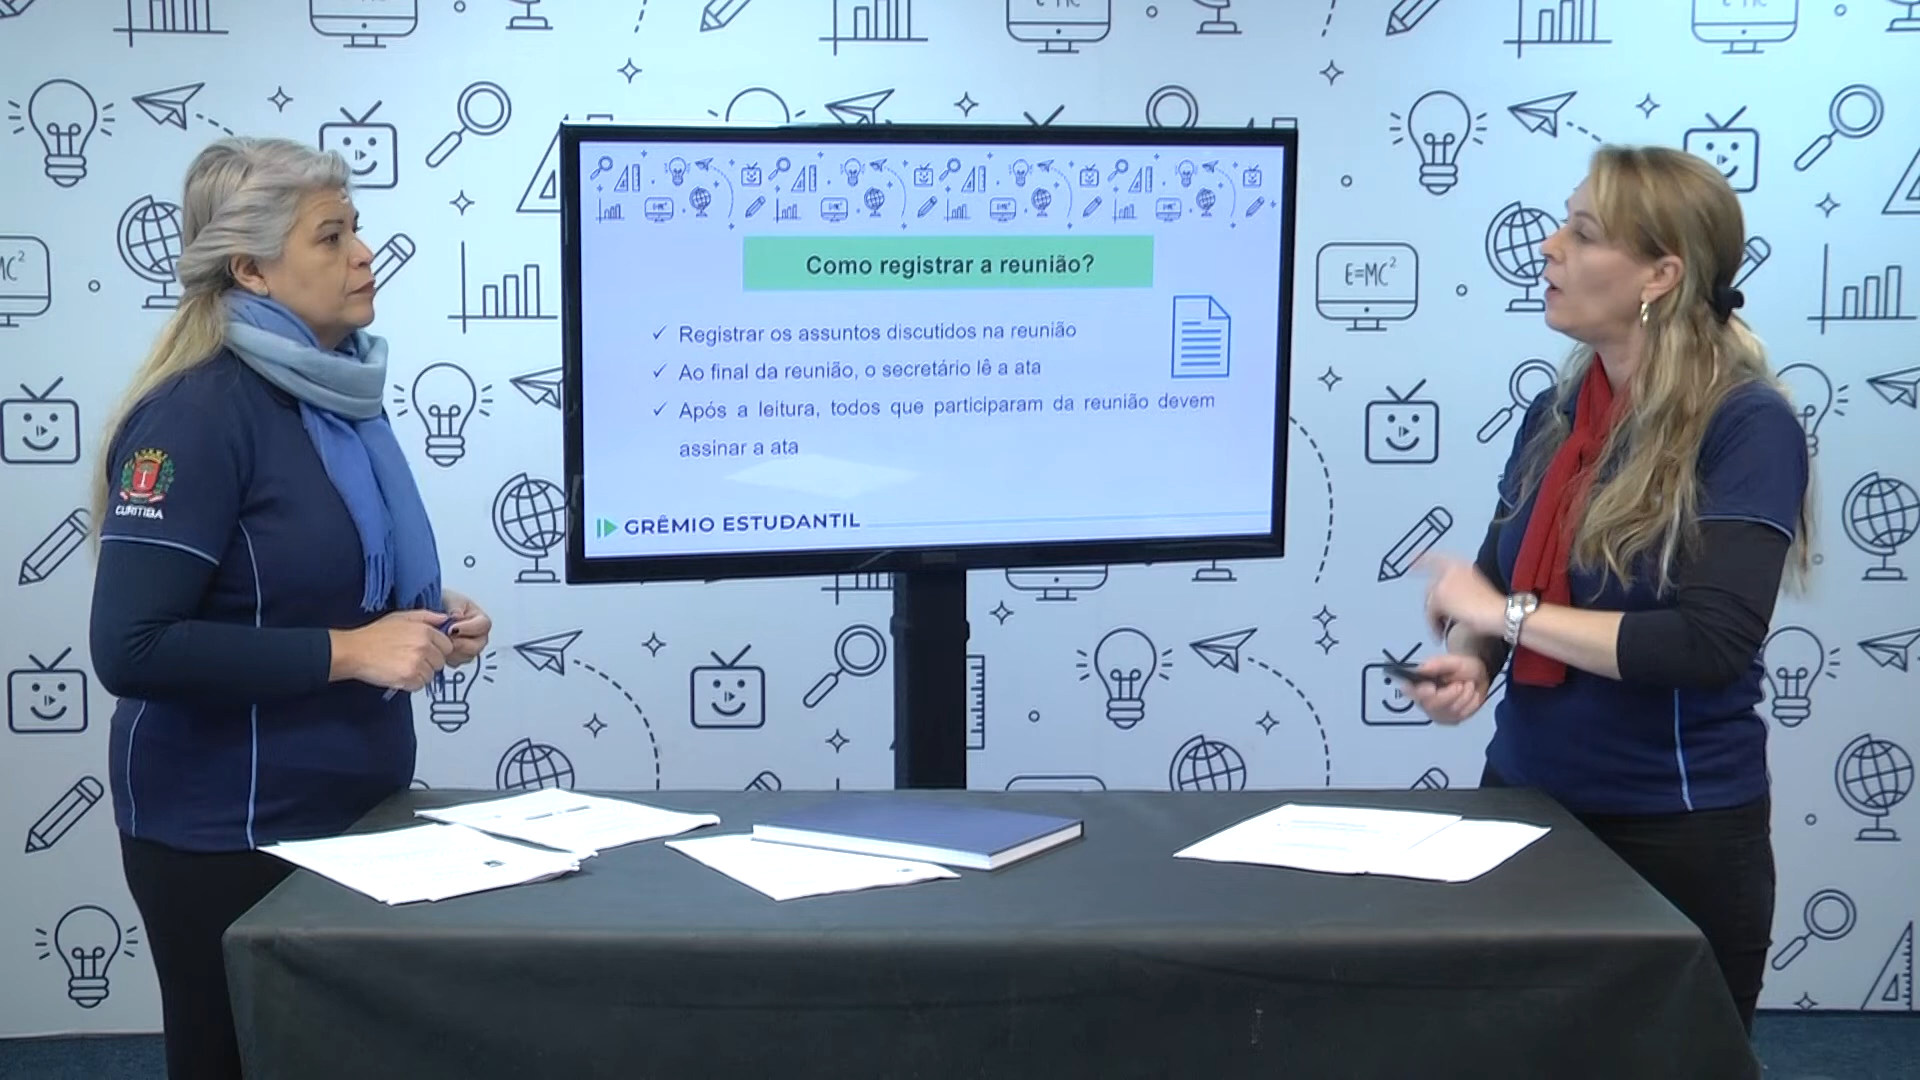 Como registrar a reunião?
✓ Registrar os assuntos discutidos na reunião
✓ Ao final da reunião, o secretário lê a ata
✓ Após a leitura, todos que participaram da reunião devem
assinar a ata
GRÊMIO ESTUDANTIL
CURITIBA
E=MC²